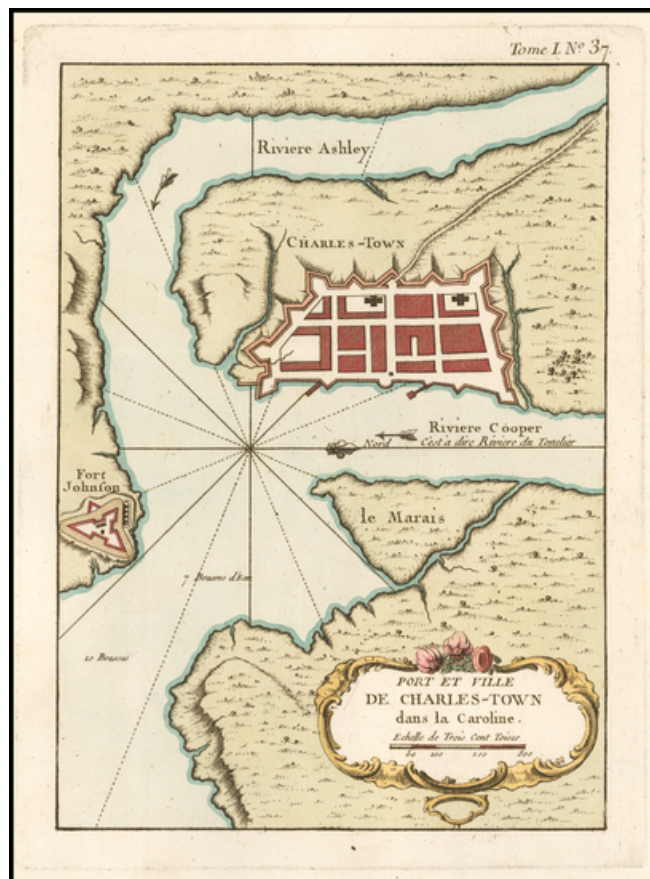 Tome I. Nº 37.
Riviere Ashley
CHARLES-TOWN
Riviere Cooper
Nord
C'est à dire Riviere du Tonelier
Fort
Johnson
le Marais
7 Brasses d'Eau
10 Brasses
PORT ET VILLE
DE CHARLES-TOWN
dans la Caroline.
Echelle de Trois Cent Toises
50 100 200 300